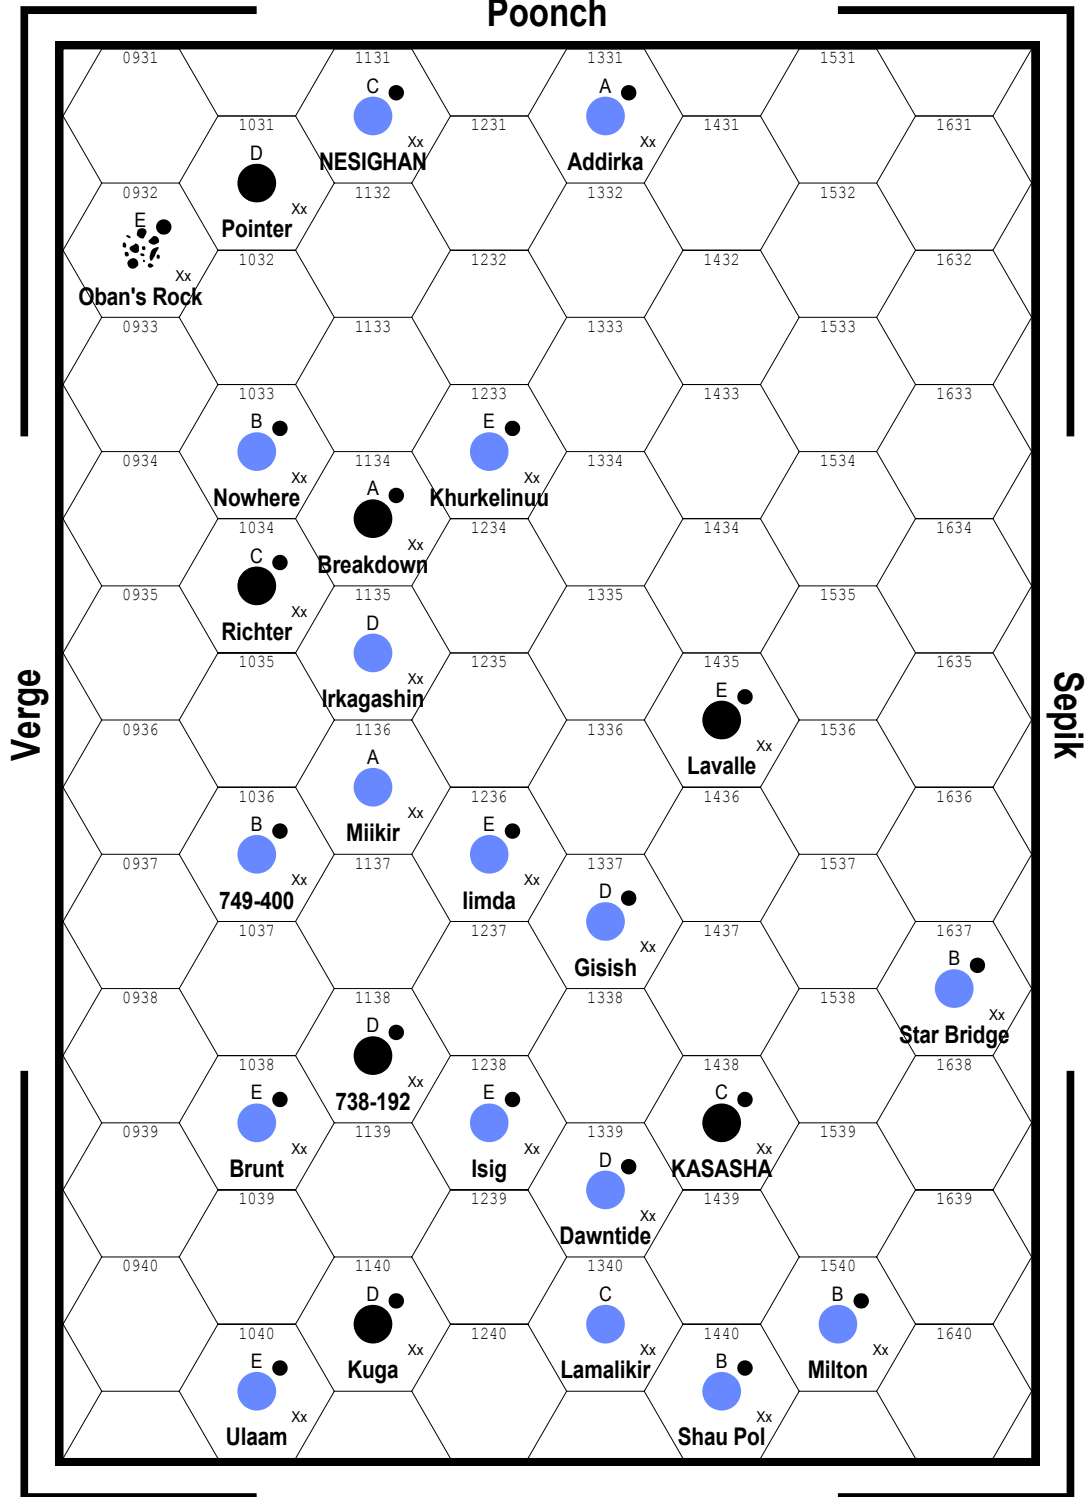 Poonch
0931 1131 1331 1531
C A
1031 1231 1431 1631
D Xx Xx
NESIGHAN Addirka
0932 1132 1332 1532
E Xx
Pointer
1032 1232 1432 1632
Xx
Oban's Rock
0933 1133 1333 1533
1033 1233 1433 1633
B E
0934 1134 1334 1534
Xx A Xx
Nowhere Khurkelinuu
1034 1234 1434 1634
C Xx
Breakdown
0935 1135 1335 1535
Xx D
Richter
1035 1235 1435 1635
Xx E
Irkagashin
0936 1136 1336 1536
A Xx
Lavalle
1036 1236 1436 1636
B Xx E
Miikir
0937 1137 1337 1537
Xx Xx D
749-400 Iimda
1037 1237 1437 1637
Xx B
Gisish
0938 1138 1338 1538
D Xx
Star Bridge
1038 1238 1438 1638
E Xx E C
738-192
0939 1139 1339 1539
Xx Xx D Xx
Brunt Isig KASASHA
1039 1239 1439 1639
Xx
Dawntide
0940 1140 1340 1540
D C B
1040 1240 1440 1640
E Xx Xx B Xx
Kuga Lamalikir Milton
Xx Xx
Ulaam Shau Pol
Verge
Sepik